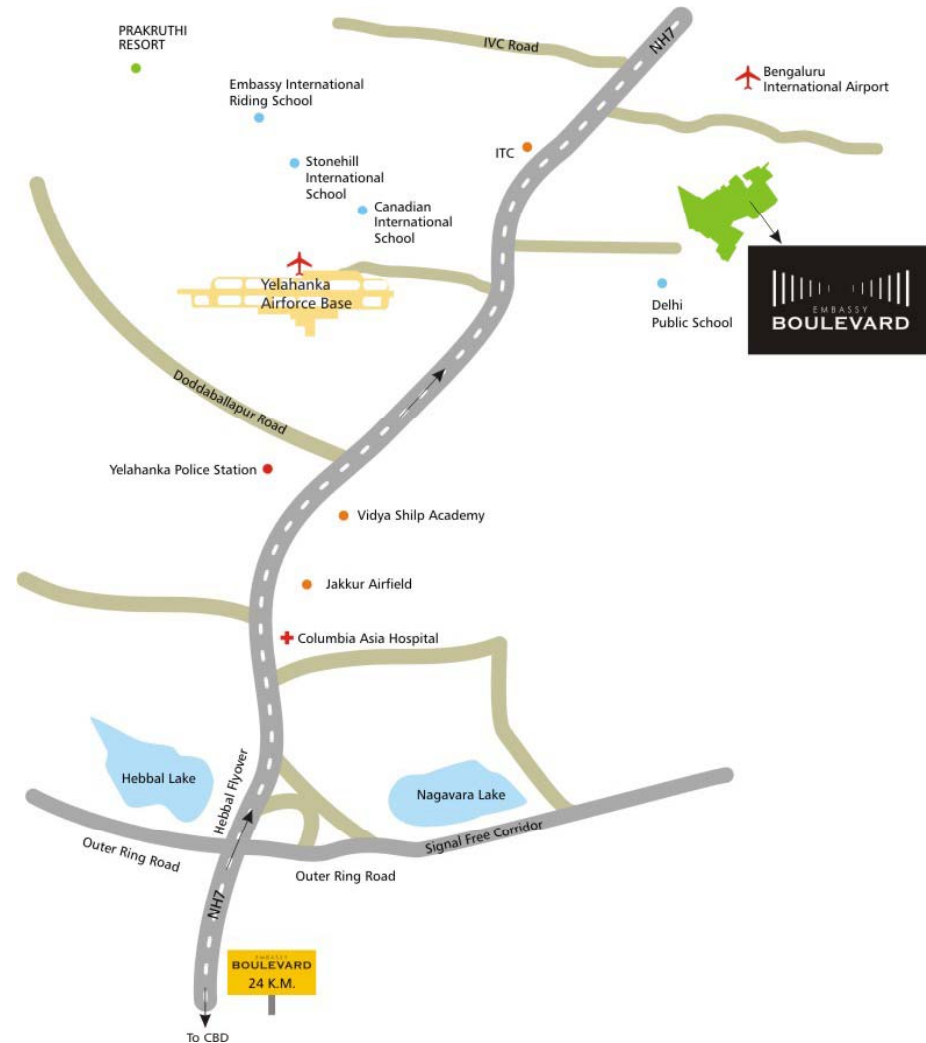 PRAKRUTHI
RESORT
IVC Road
NH7
Embassy International
Riding School
Bengaluru
International Airport
ITC
Stonehill
International
School
Canadian
International
School
Yelahanka
Airforce Base
Delhi
Public School
EMBASSY
BOULEVARD
Doddaballapur Road
Yelahanka Police Station
Vidya Shilp Academy
Jakkur Airfield
Columbia Asia Hospital
Hebbal Lake
Hebbal Flyover
Nagavara Lake
Signal Free Corridor
Outer Ring Road
Outer Ring Road
NH7
EMBASSY
BOULEVARD
24 K.M.
To CBD